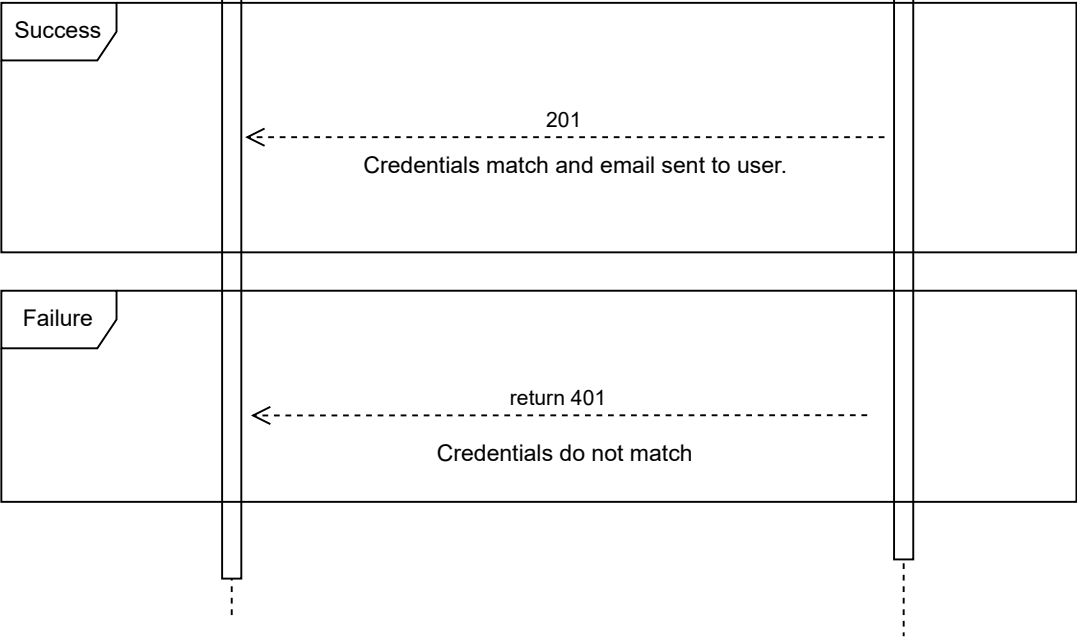 Success
201
Credentials match and email sent to user.
Failure
return 401
Credentials do not match